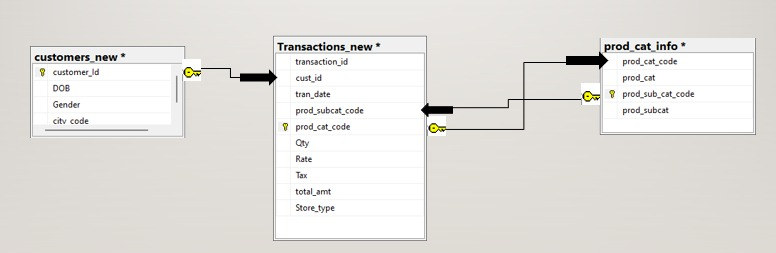 customers_new *
customer_Id
DOB
Gender
city_code
Transactions_new *
transaction_id
cust_id
tran_date
prod_subcat_code
prod_cat_code
Qty
Rate
Tax
total_amt
Store_type
prod_cat_info *
prod_cat_code
prod_cat
prod_sub_cat_code
prod_subcat